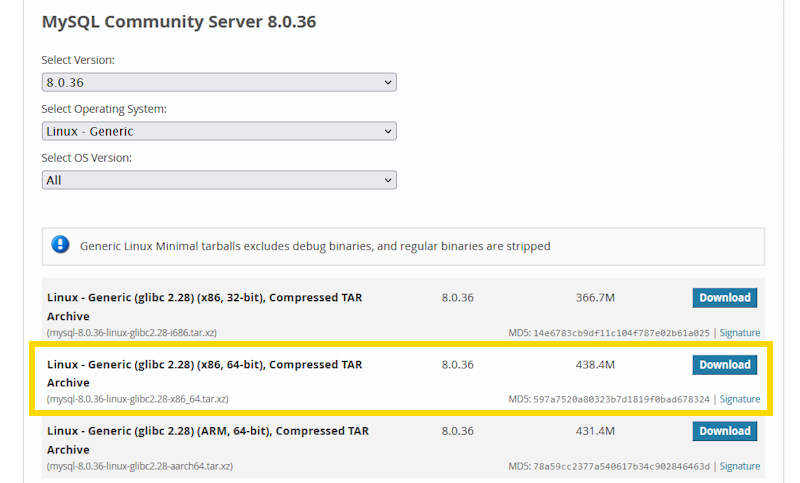 MySQL Community Server 8.0.36
Select Version:
8.0.36
Select Operating System:
Linux - Generic
Select OS Version:
All
Generic Linux Minimal tarballs excludes debug binaries, and regular binaries are stripped
Linux - Generic (glibc 2.28) (x86, 32-bit), Compressed TAR 8.0.36 366.7M Download
Archive
(mysql-8.0.36-linux-glibc2.28-i686.tar.xz) MD5: 14e6783cb9df11c104f787e02b61a025 | Signature
Linux - Generic (glibc 2.28) (x86, 64-bit), Compressed TAR 8.0.36 438.4M Download
Archive
(mysql-8.0.36-linux-glibc2.28-x86_64.tar.xz) MD5: 597a7520a80323b7d1819f0bad678324 | Signature
Linux - Generic (glibc 2.28) (ARM, 64-bit), Compressed TAR 8.0.36 431.4M Download
Archive
(mysql-8.0.36-linux-glibc2.28-aarch64.tar.xz) MD5: 78a59cc2377a540617b34c902846463d | Signature